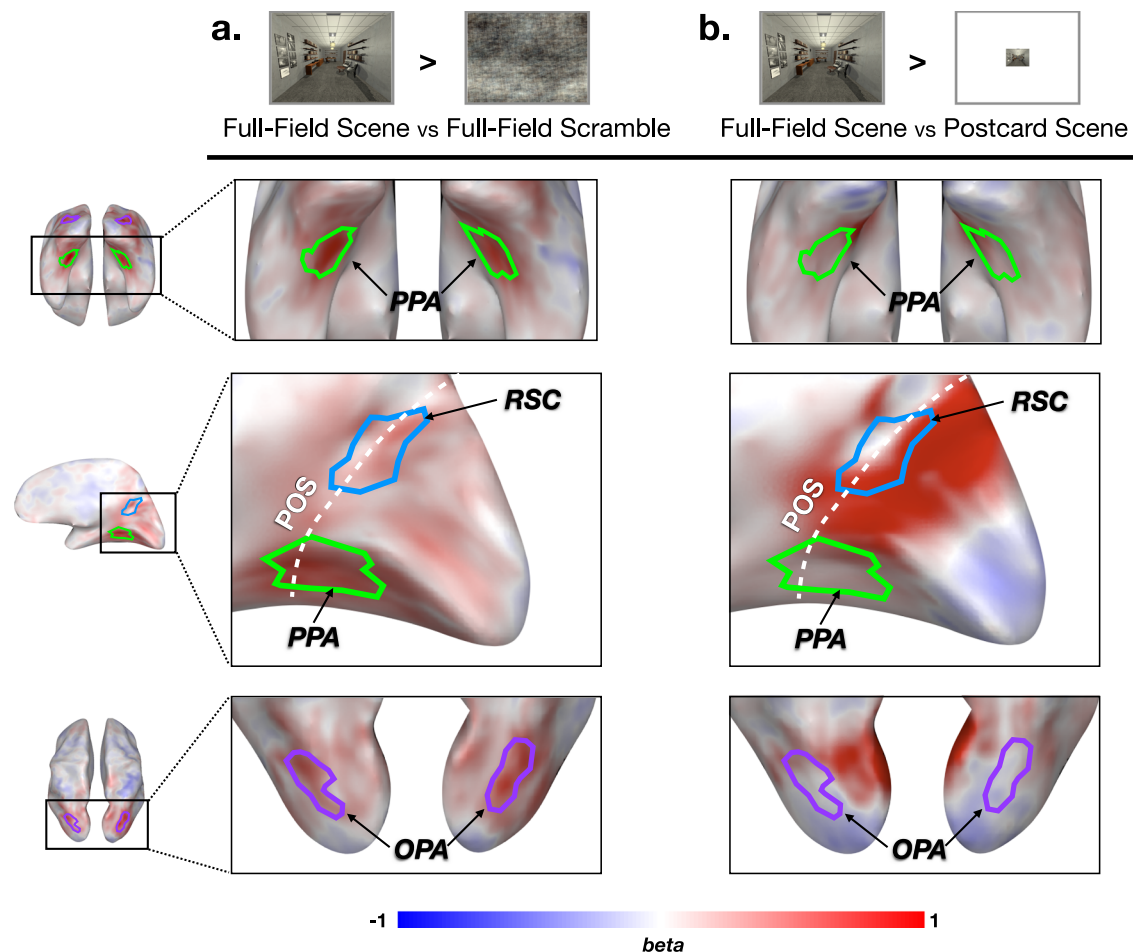 a.
>
Full-Field Scene vs Full-Field Scramble
b.
>
Full-Field Scene vs Postcard Scene
PPA
PPA
RSC
POS
PPA
RSC
POS
PPA
OPA
OPA
-1
1
beta